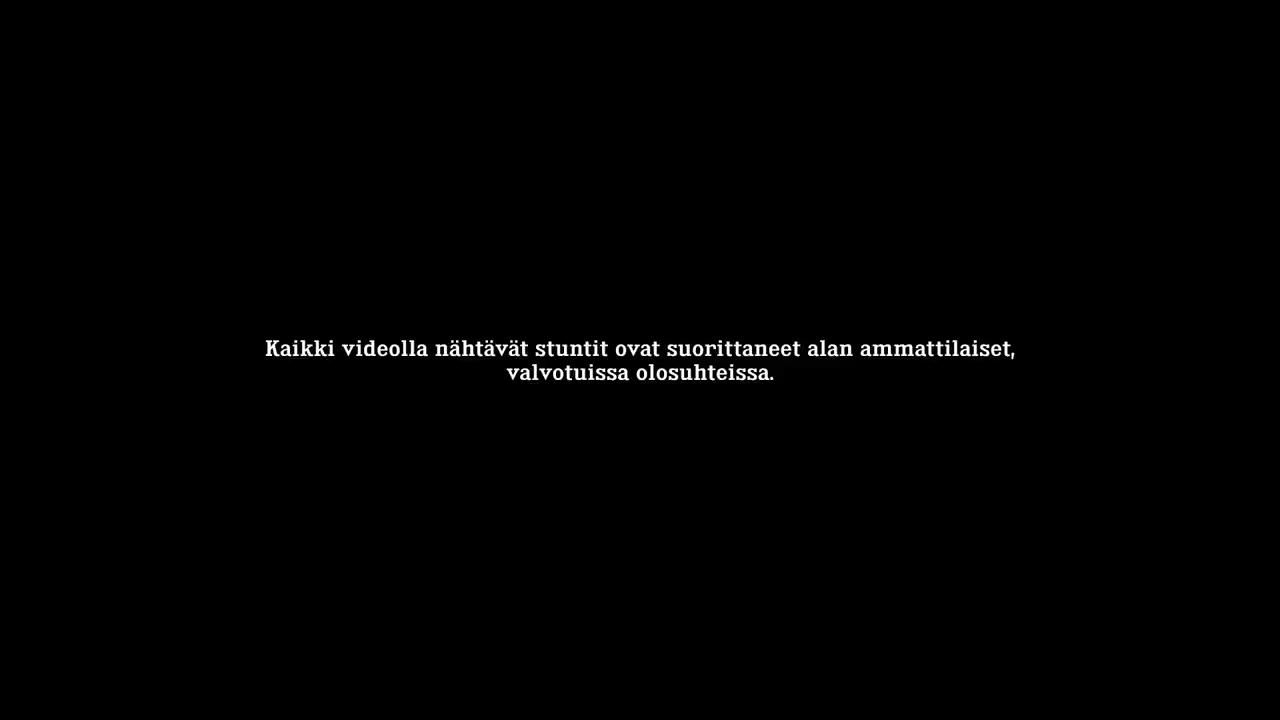 Kaikki videolla nähtävät stuntit ovat suorittaneet alan ammattilaiset,
valvotuissa olosuhteissa.